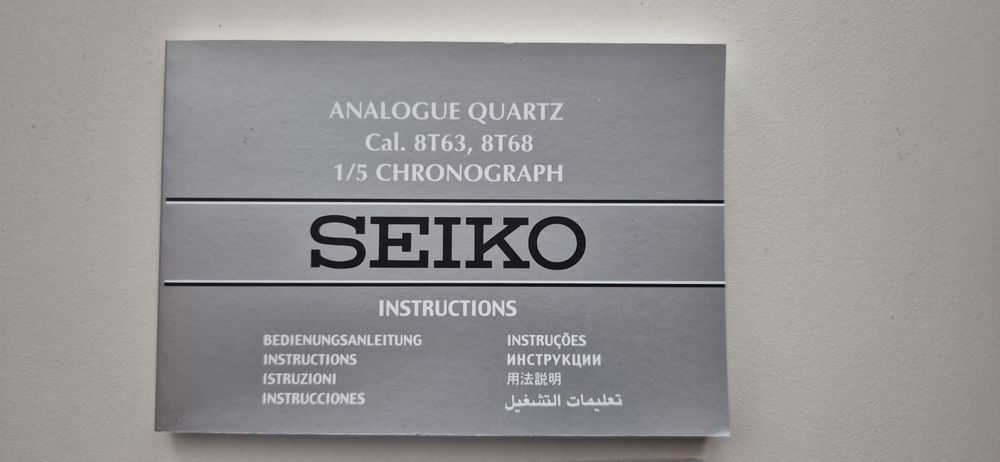 ANALOGUE QUARTZ
Cal. 8T63, 8T68
1/5 CHRONOGRAPH
SEIKO
INSTRUCTIONS
BEDIENUNGSANLEITUNG
INSTRUCTIONS
ISTRUZIONI
INSTRUCCIONES
INSTRUÇÕES
ИНСТРУКЦИИ
用法説明
تعليمات التشغيل